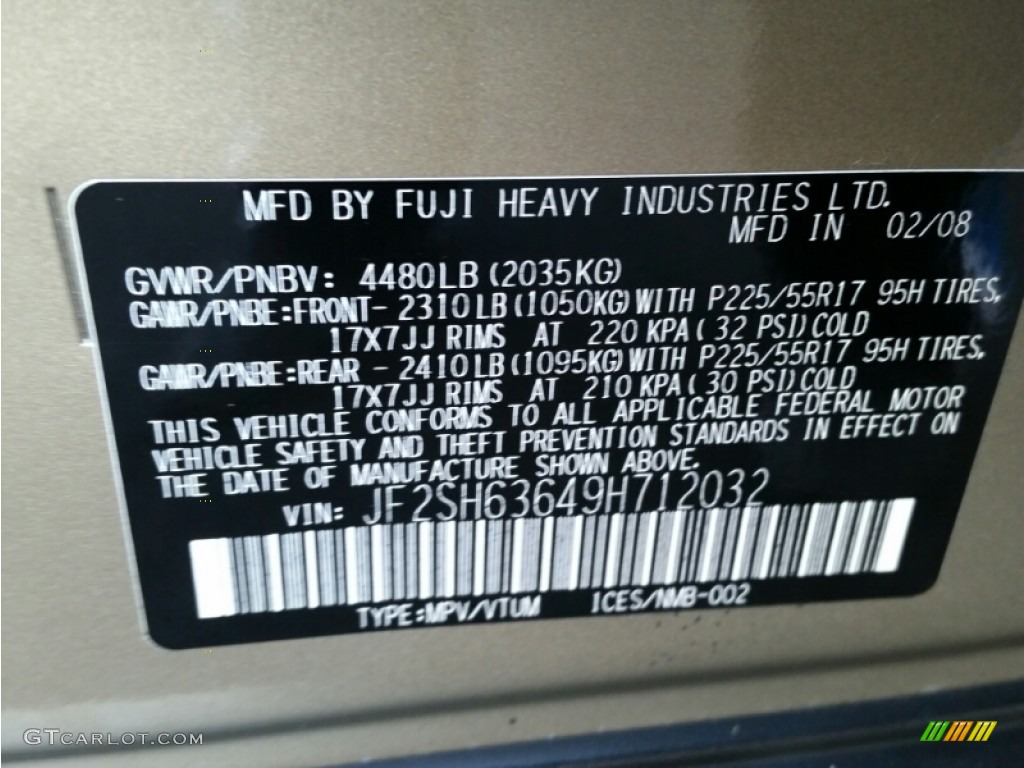 MFD BY FUJI HEAVY INDUSTRIES LTD.
MFD IN 02/08
GVWR/PNBV: 4480LB (2035KG)
GAWR/PNBE:FRONT- 2310 LB (1050KG) WITH P225/55R17 95H TIRES,
17X7JJ RIMS AT 220 KPA ( 32 PSI) COLD
GAWR/PNBE:REAR - 2410 LB (1095KG) WITH P225/55R17 95H TIRES,
17X7JJ RIMS AT 210 KPA ( 30 PSI) COLD
THIS VEHICLE CONFORMS TO ALL APPLICABLE FEDERAL MOTOR
VEHICLE SAFETY AND THEFT PREVENTION STANDARDS IN EFFECT ON
THE DATE OF MANUFACTURE SHOWN ABOVE.
VIN: JF2SH63649H712032
TYPE:MPV/VTUM ICES/NMB-002
GTCARLOT.COM